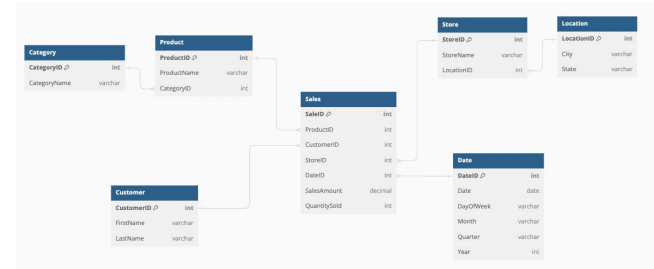 Category
CategoryID int
CategoryName varchar
Product
ProductID int
ProductName varchar
CategoryID int
Store
StoreID int
StoreName varchar
LocationID int
Location
LocationID int
City varchar
State varchar
Sales
SaleID int
ProductID int
CustomerID int
StoreID int
DateID int
SalesAmount decimal
QuantitySold int
Customer
CustomerID int
FirstName varchar
LastName varchar
Date
DateID int
Date date
DayOfWeek varchar
Month varchar
Quarter varchar
Year int